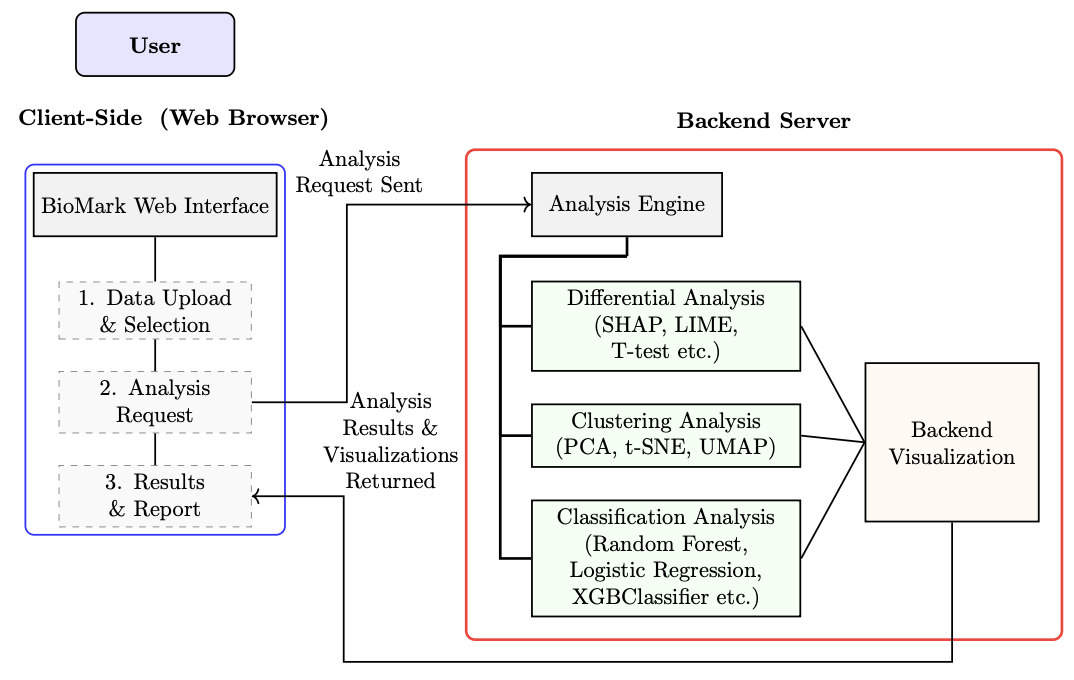 User
Client-Side (Web Browser)
BioMark Web Interface
1. Data Upload
& Selection
2. Analysis
Request
3. Results
& Report
Analysis
Request Sent
Analysis
Results &
Visualizations
Returned
Backend Server
Analysis Engine
Differential Analysis
(SHAP, LIME,
T-test etc.)
Clustering Analysis
(PCA, t-SNE, UMAP)
Classification Analysis
(Random Forest,
Logistic Regression,
XGBClassifier etc.)
Backend
Visualization